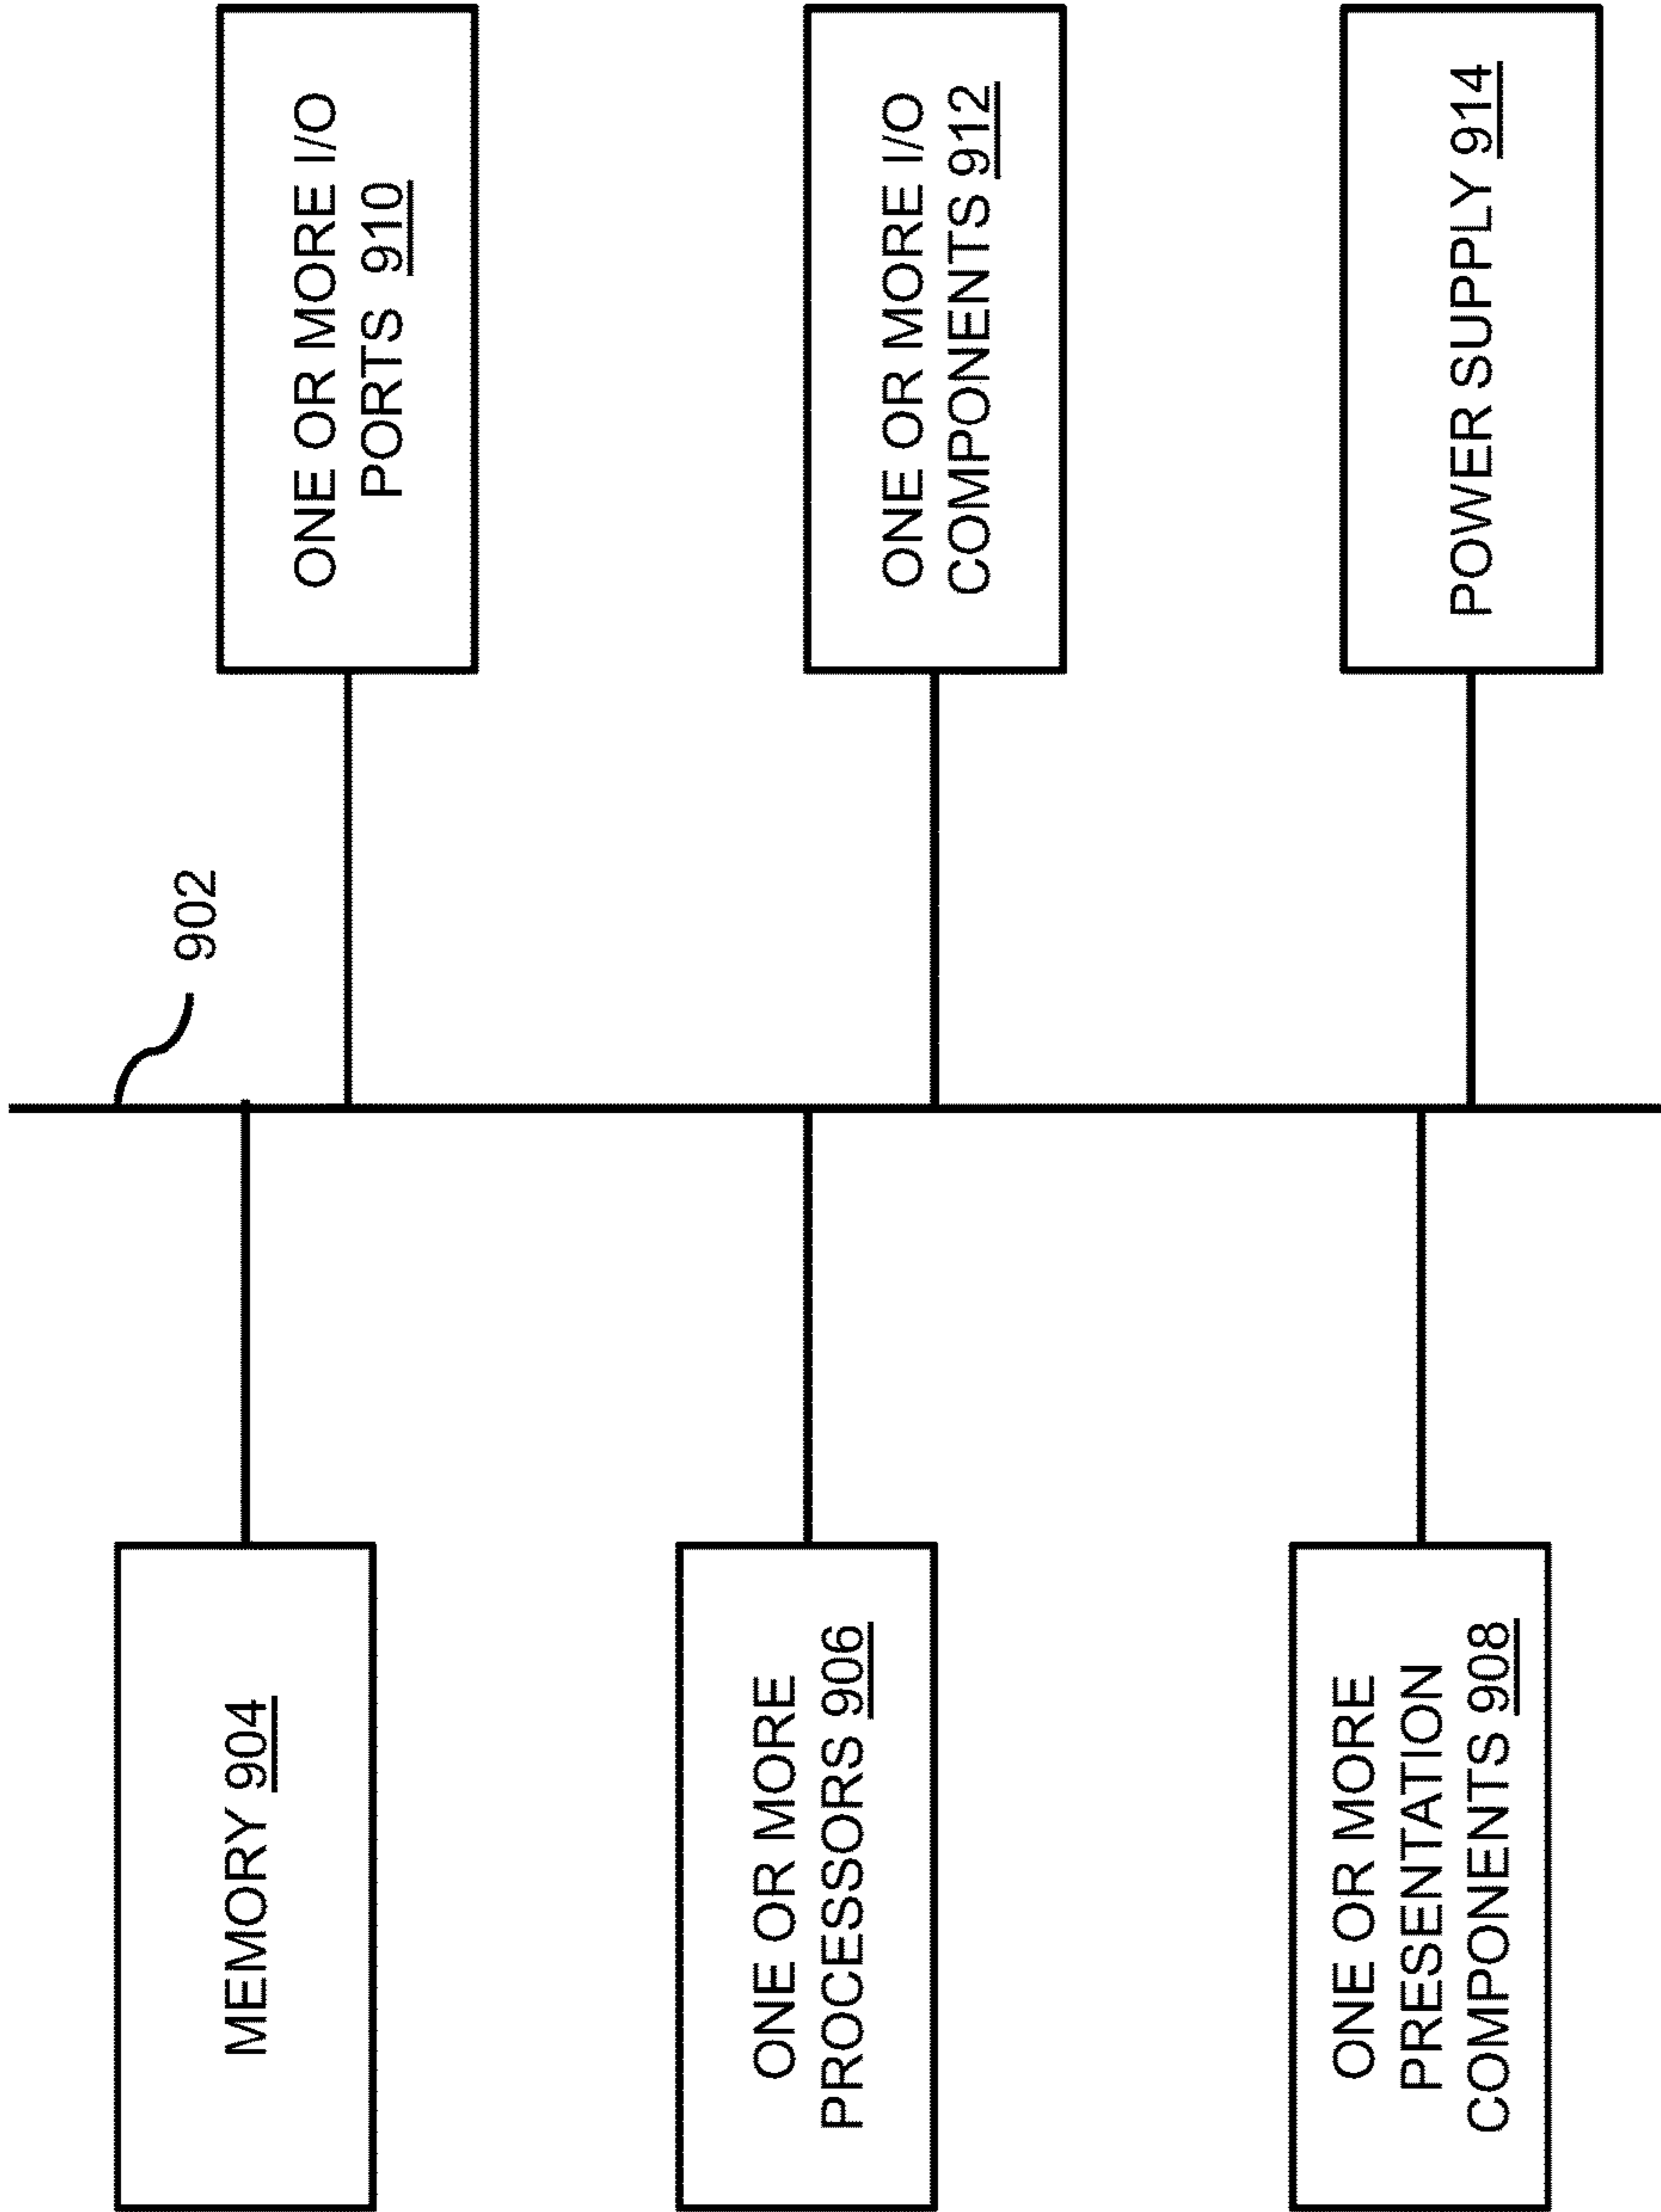 902
MEMORY 904
ONE OR MORE I/O
PORTS 910
ONE OR MORE
PROCESSORS 906
ONE OR MORE I/O
COMPONENTS 912
ONE OR MORE
PRESENTATION
COMPONENTS 908
POWER SUPPLY 914